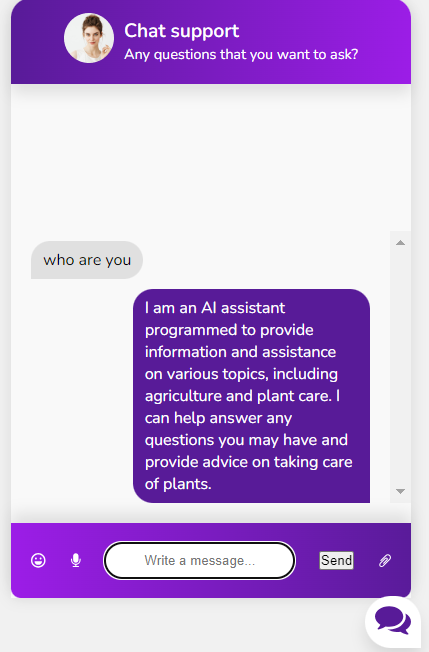 Chat support
Any questions that you want to ask?
who are you
I am an AI assistant
programmed to provide
information and assistance
on various topics, including
agriculture and plant care. I
can help answer any
questions you may have and
provide advice on taking care
of plants.
Write a message...
Send